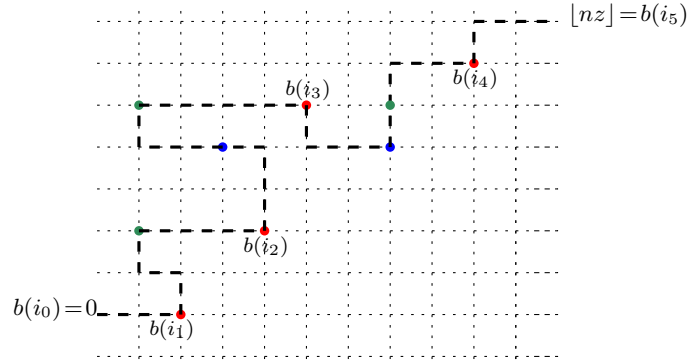 ⌊nz⌋=b(i₅)
b(i₄)
b(i₃)
b(i₂)
b(i₀)=0
b(i₁)